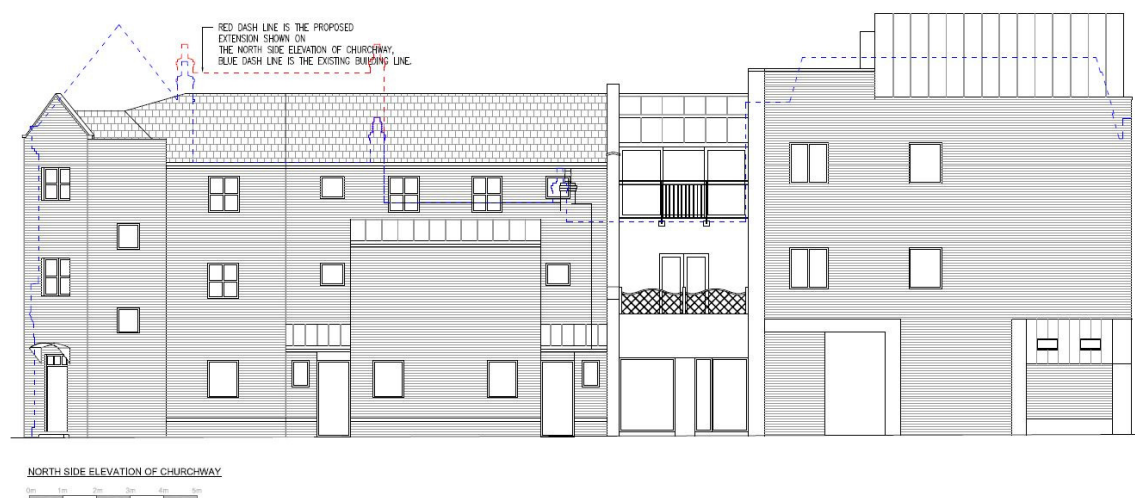 RED DASH LINE IS THE PROPOSED
EXTENSION SHOWN ON
THE NORTH SIDE ELEVATION OF CHURCHWAY,
BLUE DASH LINE IS THE EXISTING BUILDING LINE.
NORTH SIDE ELEVATION OF CHURCHWAY
0m 1m 2m 3m 4m 5m